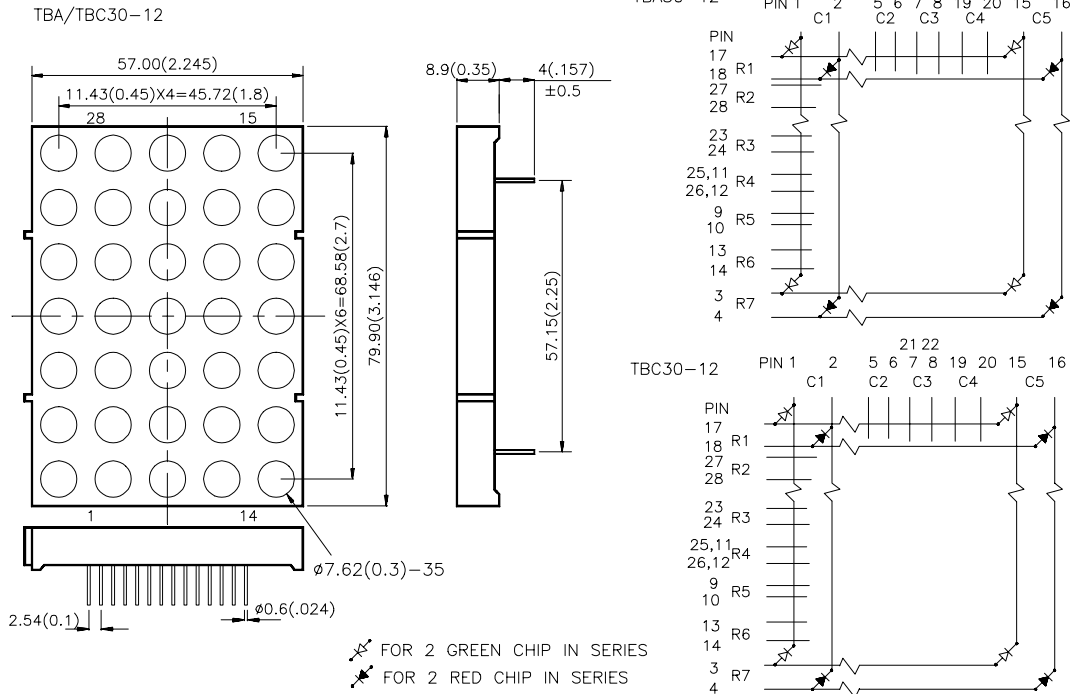 TBA/TBC30-12
57.00(2.245)
11.43(0.45)X4=45.72(1.8)
28 15
11.43(0.45)X6=68.58(2.7)
79.90(3.146)
1 14
ø7.62(0.3)-35
2.54(0.1)
ø0.6(.024)
8.9(0.35)
4(.157)
±0.5
57.15(2.25)
FOR 2 GREEN CHIP IN SERIES
FOR 2 RED CHIP IN SERIES
PIN 1 2 5 6 7 8 19 20 15 16
C1 C2 C3 C4 C5
PIN
17
R1
18
27
R2
28
23
R3
24
25,11
R4
26,12
9
R5
10
13
R6
14
3
R7
4
21 22
TBC30-12 PIN 1 2 5 6 7 8 19 20 15 16
C1 C2 C3 C4 C5
PIN
17
R1
18
27
R2
28
23
R3
24
25,11
R4
26,12
9
R5
10
13
R6
14
3
R7
4